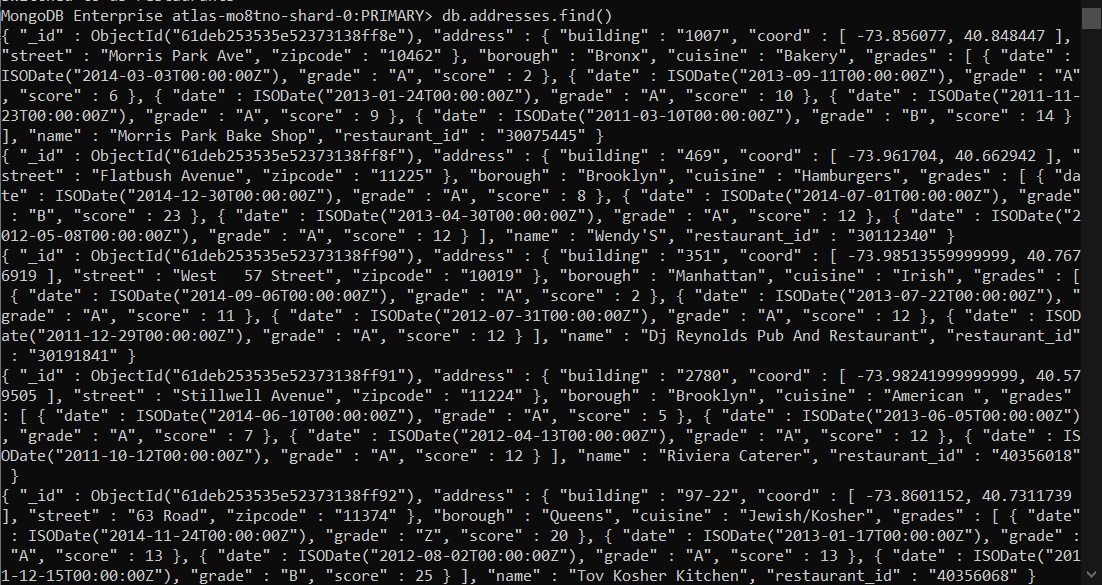 MongoDB Enterprise atlas-mo8tno-shard-0:PRIMARY> db.addresses.find()
{ "_id" : ObjectId("61deb253535e52373138ff8e"), "address" : { "building" : "1007", "coord" : [ -73.856077, 40.848447 ],
"street" : "Morris Park Ave", "zipcode" : "10462" }, "borough" : "Bronx", "cuisine" : "Bakery", "grades" : [ { "date" :
ISODate("2014-03-03T00:00:00Z"), "grade" : "A", "score" : 2 }, { "date" : ISODate("2013-09-11T00:00:00Z"), "grade" : "A"
, "score" : 6 }, { "date" : ISODate("2013-01-24T00:00:00Z"), "grade" : "A", "score" : 10 }, { "date" : ISODate("2011-11-
23T00:00:00Z"), "grade" : "A", "score" : 9 }, { "date" : ISODate("2011-03-10T00:00:00Z"), "grade" : "B", "score" : 14 }
], "name" : "Morris Park Bake Shop", "restaurant_id" : "30075445" }
{ "_id" : ObjectId("61deb253535e52373138ff8f"), "address" : { "building" : "469", "coord" : [ -73.961704, 40.662942 ], "
street" : "Flatbush Avenue", "zipcode" : "11225" }, "borough" : "Brooklyn", "cuisine" : "Hamburgers", "grades" : [ { "da
te" : ISODate("2014-12-30T00:00:00Z"), "grade" : "A", "score" : 8 }, { "date" : ISODate("2014-07-01T00:00:00Z"), "grade"
 : "B", "score" : 23 }, { "date" : ISODate("2013-04-30T00:00:00Z"), "grade" : "A", "score" : 12 }, { "date" : ISODate("2
012-05-08T00:00:00Z"), "grade" : "A", "score" : 12 } ], "name" : "Wendy'S", "restaurant_id" : "30112340" }
{ "_id" : ObjectId("61deb253535e52373138ff90"), "address" : { "building" : "351", "coord" : [ -73.98513559999999, 40.767
6919 ], "street" : "West   57 Street", "zipcode" : "10019" }, "borough" : "Manhattan", "cuisine" : "Irish", "grades" : [
 { "date" : ISODate("2014-09-06T00:00:00Z"), "grade" : "A", "score" : 2 }, { "date" : ISODate("2013-07-22T00:00:00Z"), "
grade" : "A", "score" : 11 }, { "date" : ISODate("2012-07-31T00:00:00Z"), "grade" : "A", "score" : 12 }, { "date" : ISOD
ate("2011-12-29T00:00:00Z"), "grade" : "A", "score" : 12 } ], "name" : "Dj Reynolds Pub And Restaurant", "restaurant_id"
 : "30191841" }
{ "_id" : ObjectId("61deb253535e52373138ff91"), "address" : { "building" : "2780", "coord" : [ -73.98241999999999, 40.57
9505 ], "street" : "Stillwell Avenue", "zipcode" : "11224" }, "borough" : "Brooklyn", "cuisine" : "American ", "grades"
: [ { "date" : ISODate("2014-06-10T00:00:00Z"), "grade" : "A", "score" : 5 }, { "date" : ISODate("2013-06-05T00:00:00Z")
, "grade" : "A", "score" : 7 }, { "date" : ISODate("2012-04-13T00:00:00Z"), "grade" : "A", "score" : 12 }, { "date" : IS
ODate("2011-10-12T00:00:00Z"), "grade" : "A", "score" : 12 } ], "name" : "Riviera Caterer", "restaurant_id" : "40356018"
 }
{ "_id" : ObjectId("61deb253535e52373138ff92"), "address" : { "building" : "97-22", "coord" : [ -73.8601152, 40.7311739
], "street" : "63 Road", "zipcode" : "11374" }, "borough" : "Queens", "cuisine" : "Jewish/Kosher", "grades" : [ { "date"
 : ISODate("2014-11-24T00:00:00Z"), "grade" : "Z", "score" : 20 }, { "date" : ISODate("2013-01-17T00:00:00Z"), "grade" :
 "A", "score" : 13 }, { "date" : ISODate("2012-08-02T00:00:00Z"), "grade" : "A", "score" : 13 }, { "date" : ISODate("201
1-12-15T00:00:00Z"), "grade" : "B", "score" : 25 } ], "name" : "Tov Kosher Kitchen", "restaurant_id" : "40356068" }